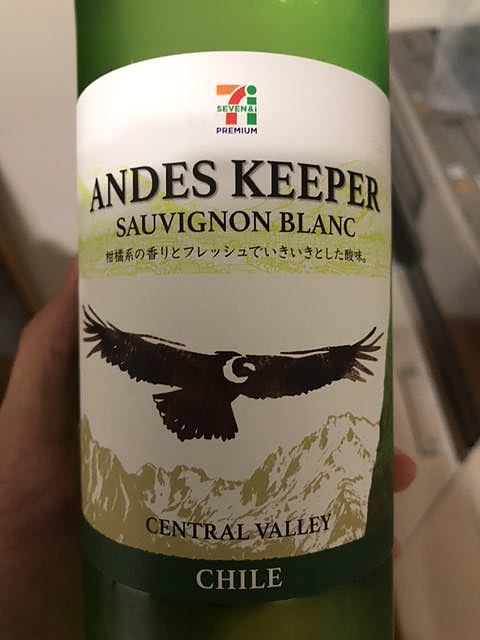 7i
SEVEN&i
PREMIUM
ANDES KEEPER
SAUVIGNON BLANC
柑橘系の香りとフレッシュでいきいきとした酸味。
CENTRAL VALLEY
CHILE